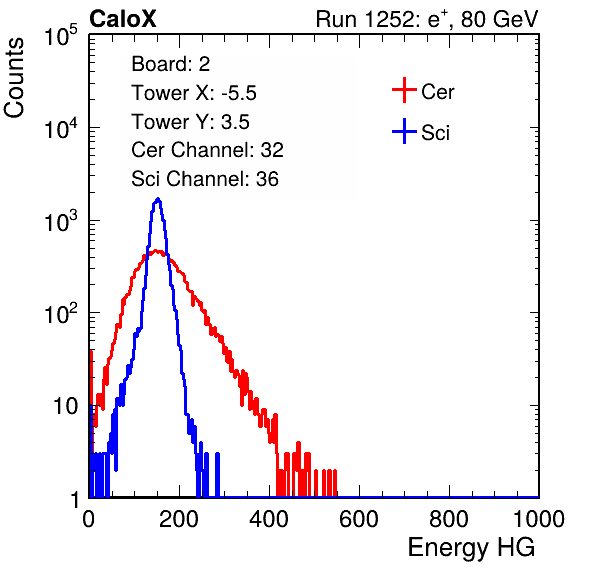 CaloX Run 1252: e⁺, 80 GeV
Counts
10⁵
10⁴
10³
10²
10
1
Board: 2
Tower X: -5.5
Tower Y: 3.5
Cer Channel: 32
Sci Channel: 36
Cer
Sci
0 200 400 600 800 1000
Energy HG